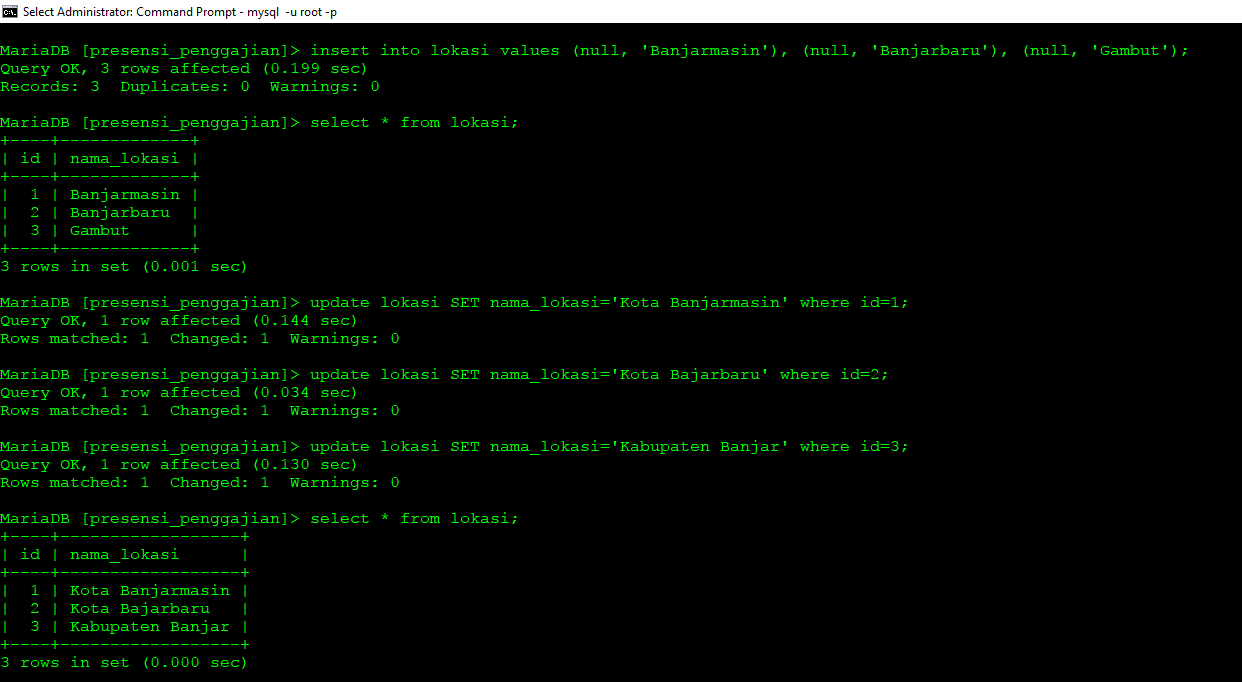 Select Administrator: Command Prompt - mysql  -u root -p
MariaDB [presensi_penggajian]> insert into lokasi values (null, 'Banjarmasin'), (null, 'Banjarbaru'), (null, 'Gambut');
Query OK, 3 rows affected (0.199 sec)
Records: 3  Duplicates: 0  Warnings: 0
MariaDB [presensi_penggajian]> select * from lokasi;
+----+-------------+
| id | nama_lokasi |
+----+-------------+
|  1 | Banjarmasin |
|  2 | Banjarbaru  |
|  3 | Gambut      |
+----+-------------+
3 rows in set (0.001 sec)
MariaDB [presensi_penggajian]> update lokasi SET nama_lokasi='Kota Banjarmasin' where id=1;
Query OK, 1 row affected (0.144 sec)
Rows matched: 1  Changed: 1  Warnings: 0
MariaDB [presensi_penggajian]> update lokasi SET nama_lokasi='Kota Bajarbaru' where id=2;
Query OK, 1 row affected (0.034 sec)
Rows matched: 1  Changed: 1  Warnings: 0
MariaDB [presensi_penggajian]> update lokasi SET nama_lokasi='Kabupaten Banjar' where id=3;
Query OK, 1 row affected (0.130 sec)
Rows matched: 1  Changed: 1  Warnings: 0
MariaDB [presensi_penggajian]> select * from lokasi;
+----+------------------+
| id | nama_lokasi      |
+----+------------------+
|  1 | Kota Banjarmasin |
|  2 | Kota Bajarbaru   |
|  3 | Kabupaten Banjar |
+----+------------------+
3 rows in set (0.000 sec)